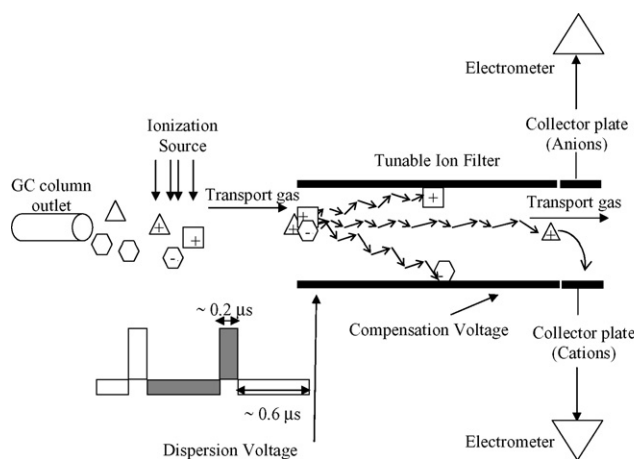 Electrometer
Ionization
Source
Collector plate
(Anions)
Tunable Ion Filter
GC column
outlet
Transport gas
Transport gas
+
+
-
+
+
-
+
+
~ 0.2 µs
Compensation Voltage
Collector plate
(Cations)
~ 0.6 µs
Dispersion Voltage
Electrometer